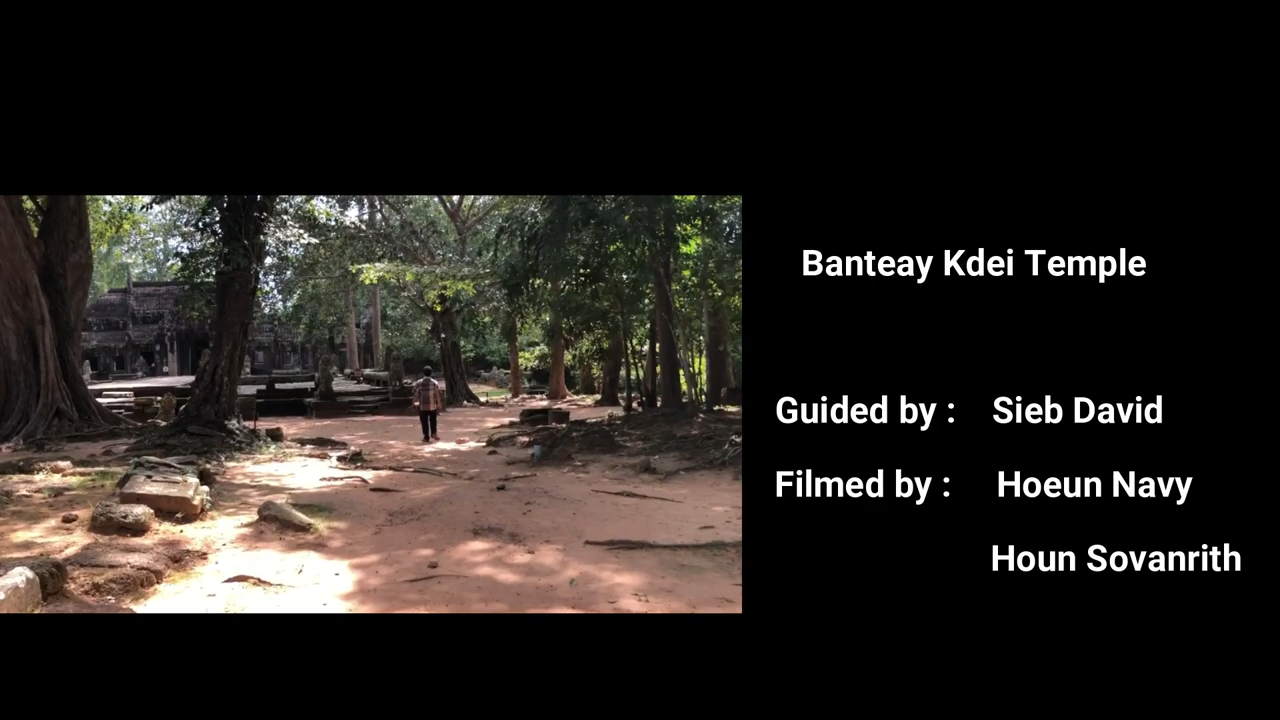 Banteay Kdei Temple
Guided by : Sieb David
Filmed by : Hoeun Navy
Houn Sovanrith